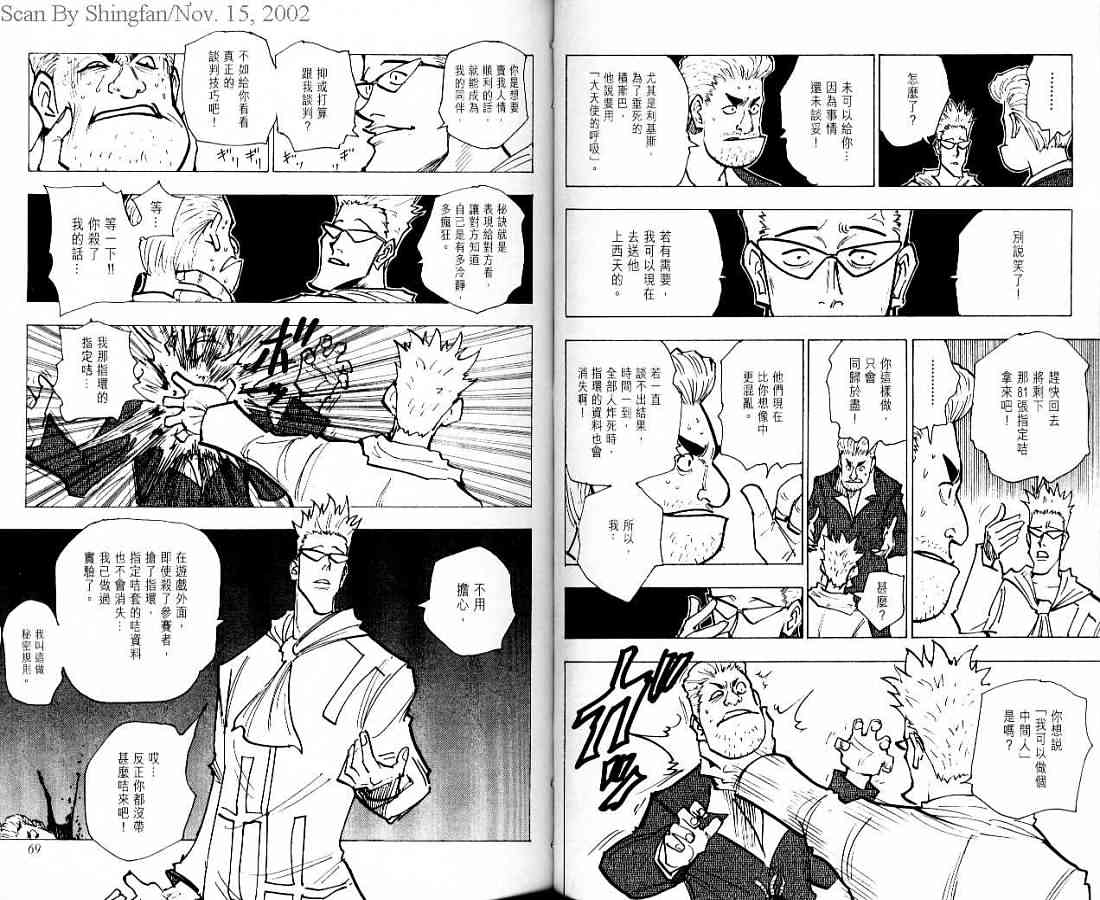 Scan By Shingfan/Nov. 15, 2002
………
怎麼了？
未可以給你…
因為事情
還未談妥！
尤其是利基斯，
為了垂死的
積斯巴，
他說要用
「大天使的呼吸」。
別說笑了！
若有需要，
我可以現在
去送他
上西天的。
趕快回去
將剩下
那81張指定咭
拿來吧！
………
你這樣做，
只會
同歸於盡！
甚麼？
他們現在
比你想像中
更混亂。
若一直
談不出結果，
時間一到，
全部人炸死時，
指環的資料也會
消失啊！
所以，
我…
你想說
「我可以做個
中間人」
是嗎？
你是想要
賣我人情，
順利的話，
就能成為
我的同伴，
抑或打算
跟我談判？
不如給你看看
真正的
談判技巧吧！
秘訣就是
表現給對方看，
讓對方知道
自己是有多冷靜，
多瘋狂。
等…
等一下!!
你殺了
我的話…
我那指環的
指定咭…
不用
擔心。
在遊戲外面，
即使殺了參賽者，
搶了指環，
指定咭套的咭資料
也不會消失…
我己做過
實驗了。
我叫這做
秘密規則。
哎…
反正你都沒帶
甚麼咭來吧！
69